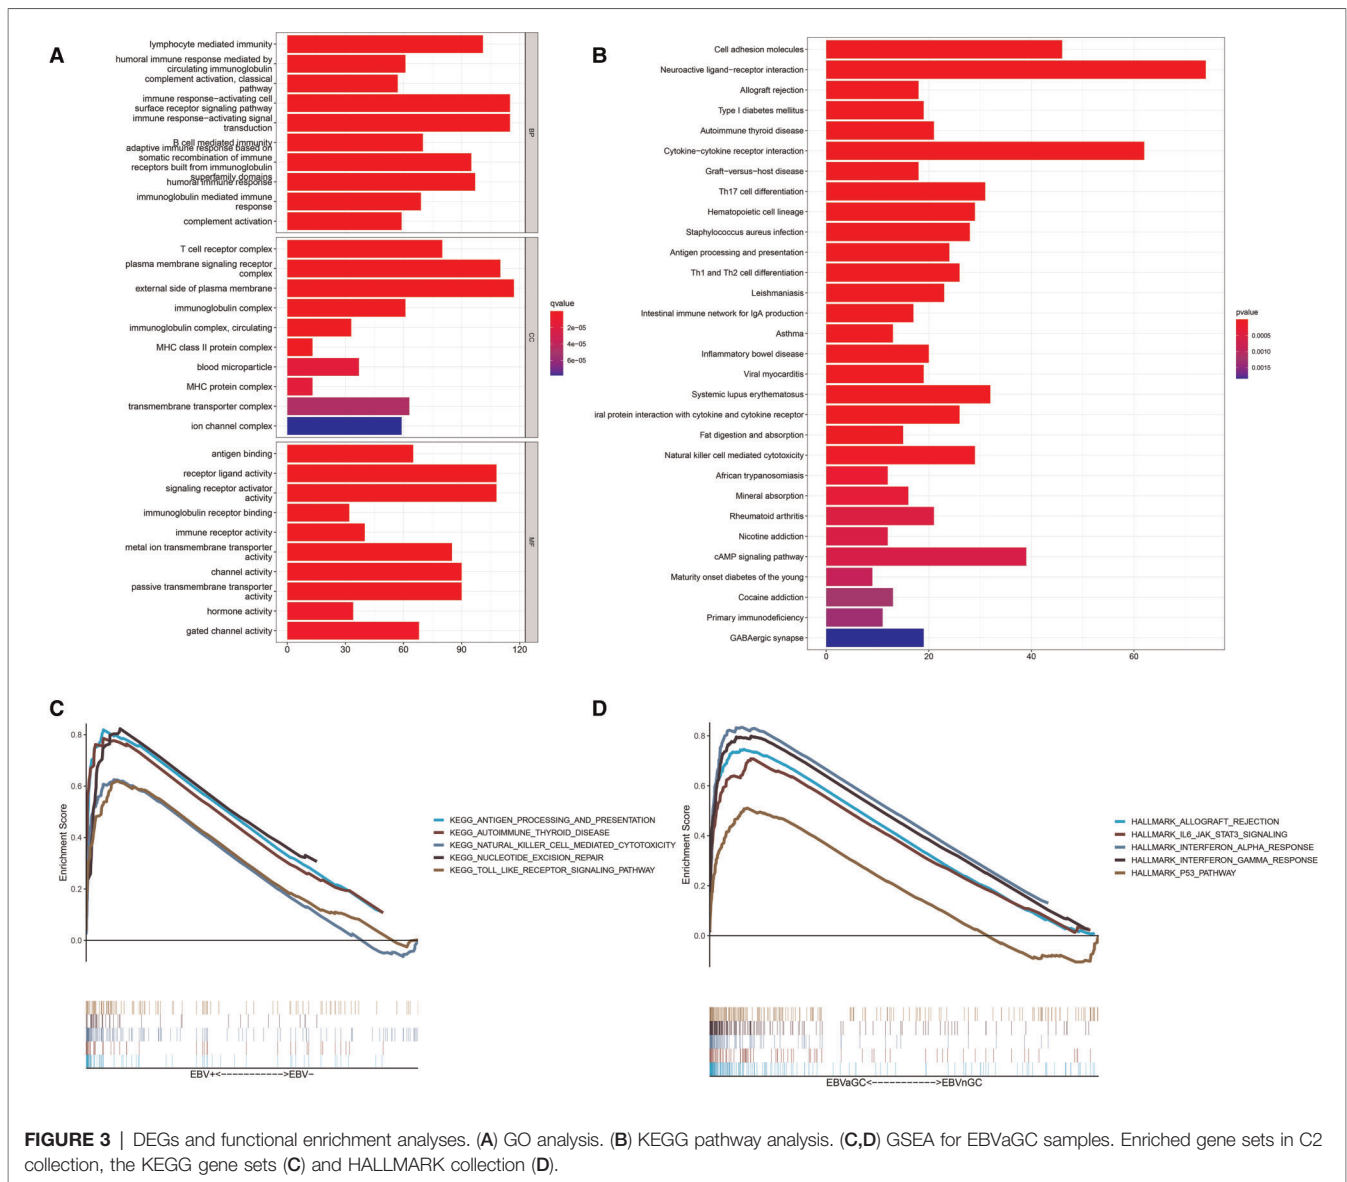 A
lymphocyte mediated immunity
humoral immune response mediated by
circulating immunoglobulin
complement activation, classical
pathway
immune response−activating cell
surface receptor signaling pathway
immune response−activating signal
transduction
B cell mediated immunity
adaptive immune response based on
somatic recombination of immune
receptors built from immunoglobulin
superfamily domains
humoral immune response
immunoglobulin mediated immune
response
complement activation
BP
T cell receptor complex
plasma membrane signaling receptor
complex
external side of plasma membrane
immunoglobulin complex
immunoglobulin complex, circulating
MHC class II protein complex
blood microparticle
MHC protein complex
transmembrane transporter complex
ion channel complex
CC
antigen binding
receptor ligand activity
signaling receptor activator
activity
immunoglobulin receptor binding
immune receptor activity
metal ion transmembrane transporter
activity
channel activity
passive transmembrane transporter
activity
hormone activity
gated channel activity
MF
0 30 60 90 120
qvalue
2e−05
4e−05
6e−05
B
Cell adhesion molecules
Neuroactive ligand−receptor interaction
Allograft rejection
Type I diabetes mellitus
Autoimmune thyroid disease
Cytokine−cytokine receptor interaction
Graft−versus−host disease
Th17 cell differentiation
Hematopoietic cell lineage
Staphylococcus aureus infection
Antigen processing and presentation
Th1 and Th2 cell differentiation
Leishmaniasis
Intestinal immune network for IgA production
Asthma
Inflammatory bowel disease
Viral myocarditis
Systemic lupus erythematosus
iral protein interaction with cytokine and cytokine receptor
Fat digestion and absorption
Natural killer cell mediated cytotoxicity
African trypanosomiasis
Mineral absorption
Rheumatoid arthritis
Nicotine addiction
cAMP signaling pathway
Maturity onset diabetes of the young
Cocaine addiction
Primary immunodeficiency
GABAergic synapse
0 20 40 60
pvalue
0.0005
0.0010
0.0015
C
Enrichment Score
0.8
0.6
0.4
0.2
0.0
KEGG_ANTIGEN_PROCESSING_AND_PRESENTATION
KEGG_AUTOIMMUNE_THYROID_DISEASE
KEGG_NATURAL_KILLER_CELL_MEDIATED_CYTOTOXICITY
KEGG_NUCLEOTIDE_EXCISION_REPAIR
KEGG_TOLL_LIKE_RECEPTOR_SIGNALING_PATHWAY
EBV+<−−−−−−−−−−−>EBV−
D
Enrichment Score
0.8
0.6
0.4
0.2
0.0
HALLMARK_ALLOGRAFT_REJECTION
HALLMARK_IL6_JAK_STAT3_SIGNALING
HALLMARK_INTERFERON_ALPHA_RESPONSE
HALLMARK_INTERFERON_GAMMA_RESPONSE
HALLMARK_P53_PATHWAY
EBVaGC<−−−−−−−−−−−>EBVnGC
FIGURE 3 | DEGs and functional enrichment analyses. (A) GO analysis. (B) KEGG pathway analysis. (C,D) GSEA for EBVaGC samples. Enriched gene sets in C2
collection, the KEGG gene sets (C) and HALLMARK collection (D).